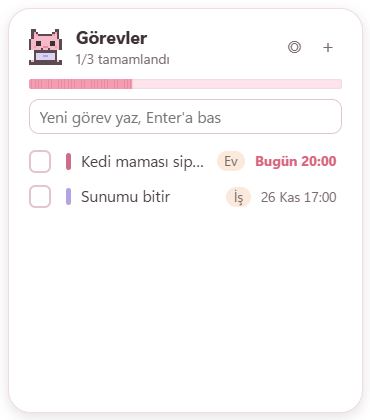 Görevler
1/3 tamamlandı
Yeni görev yaz, Enter'a bas
Kedi maması sip... Ev Bugün 20:00
Sunumu bitir İş 26 Kas 17:00